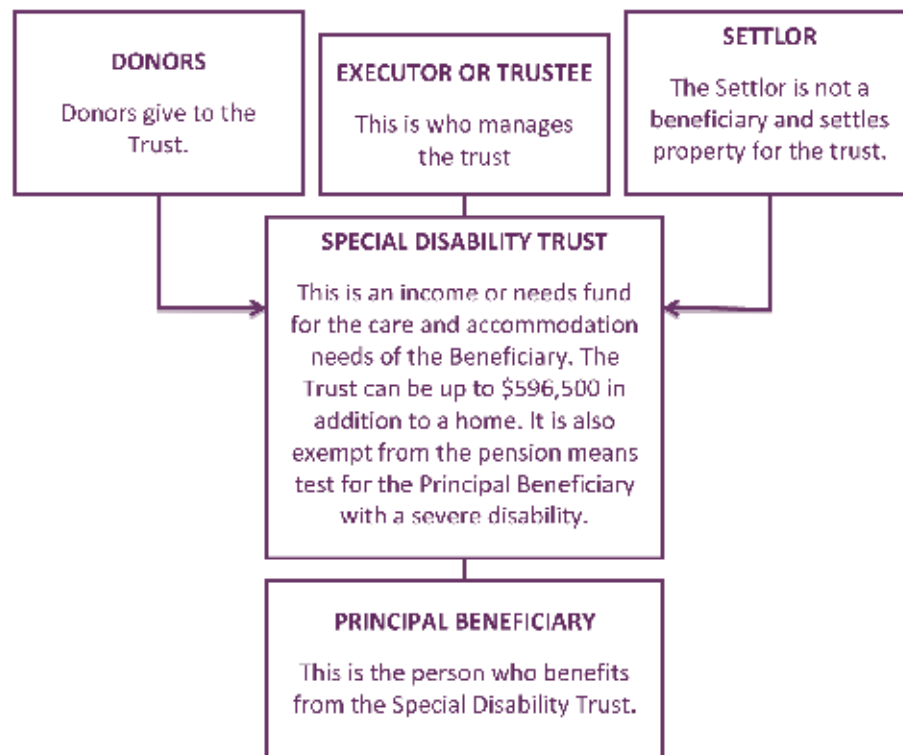 DONORS
Donors give to the
Trust.
EXECUTOR OR TRUSTEE
This is who manages
the trust
SETTLOR
The Settlor is not a
beneficiary and settles
property for the trust.
SPECIAL DISABILITY TRUST
This is an income or needs fund
for the care and accommodation
needs of the Beneficiary. The
Trust can be up to $596,500 in
addition to a home. It is also
exempt from the pension means
test for the Principal Beneficiary
with a severe disability.
PRINCIPAL BENEFICIARY
This is the person who benefits
from the Special Disability Trust.